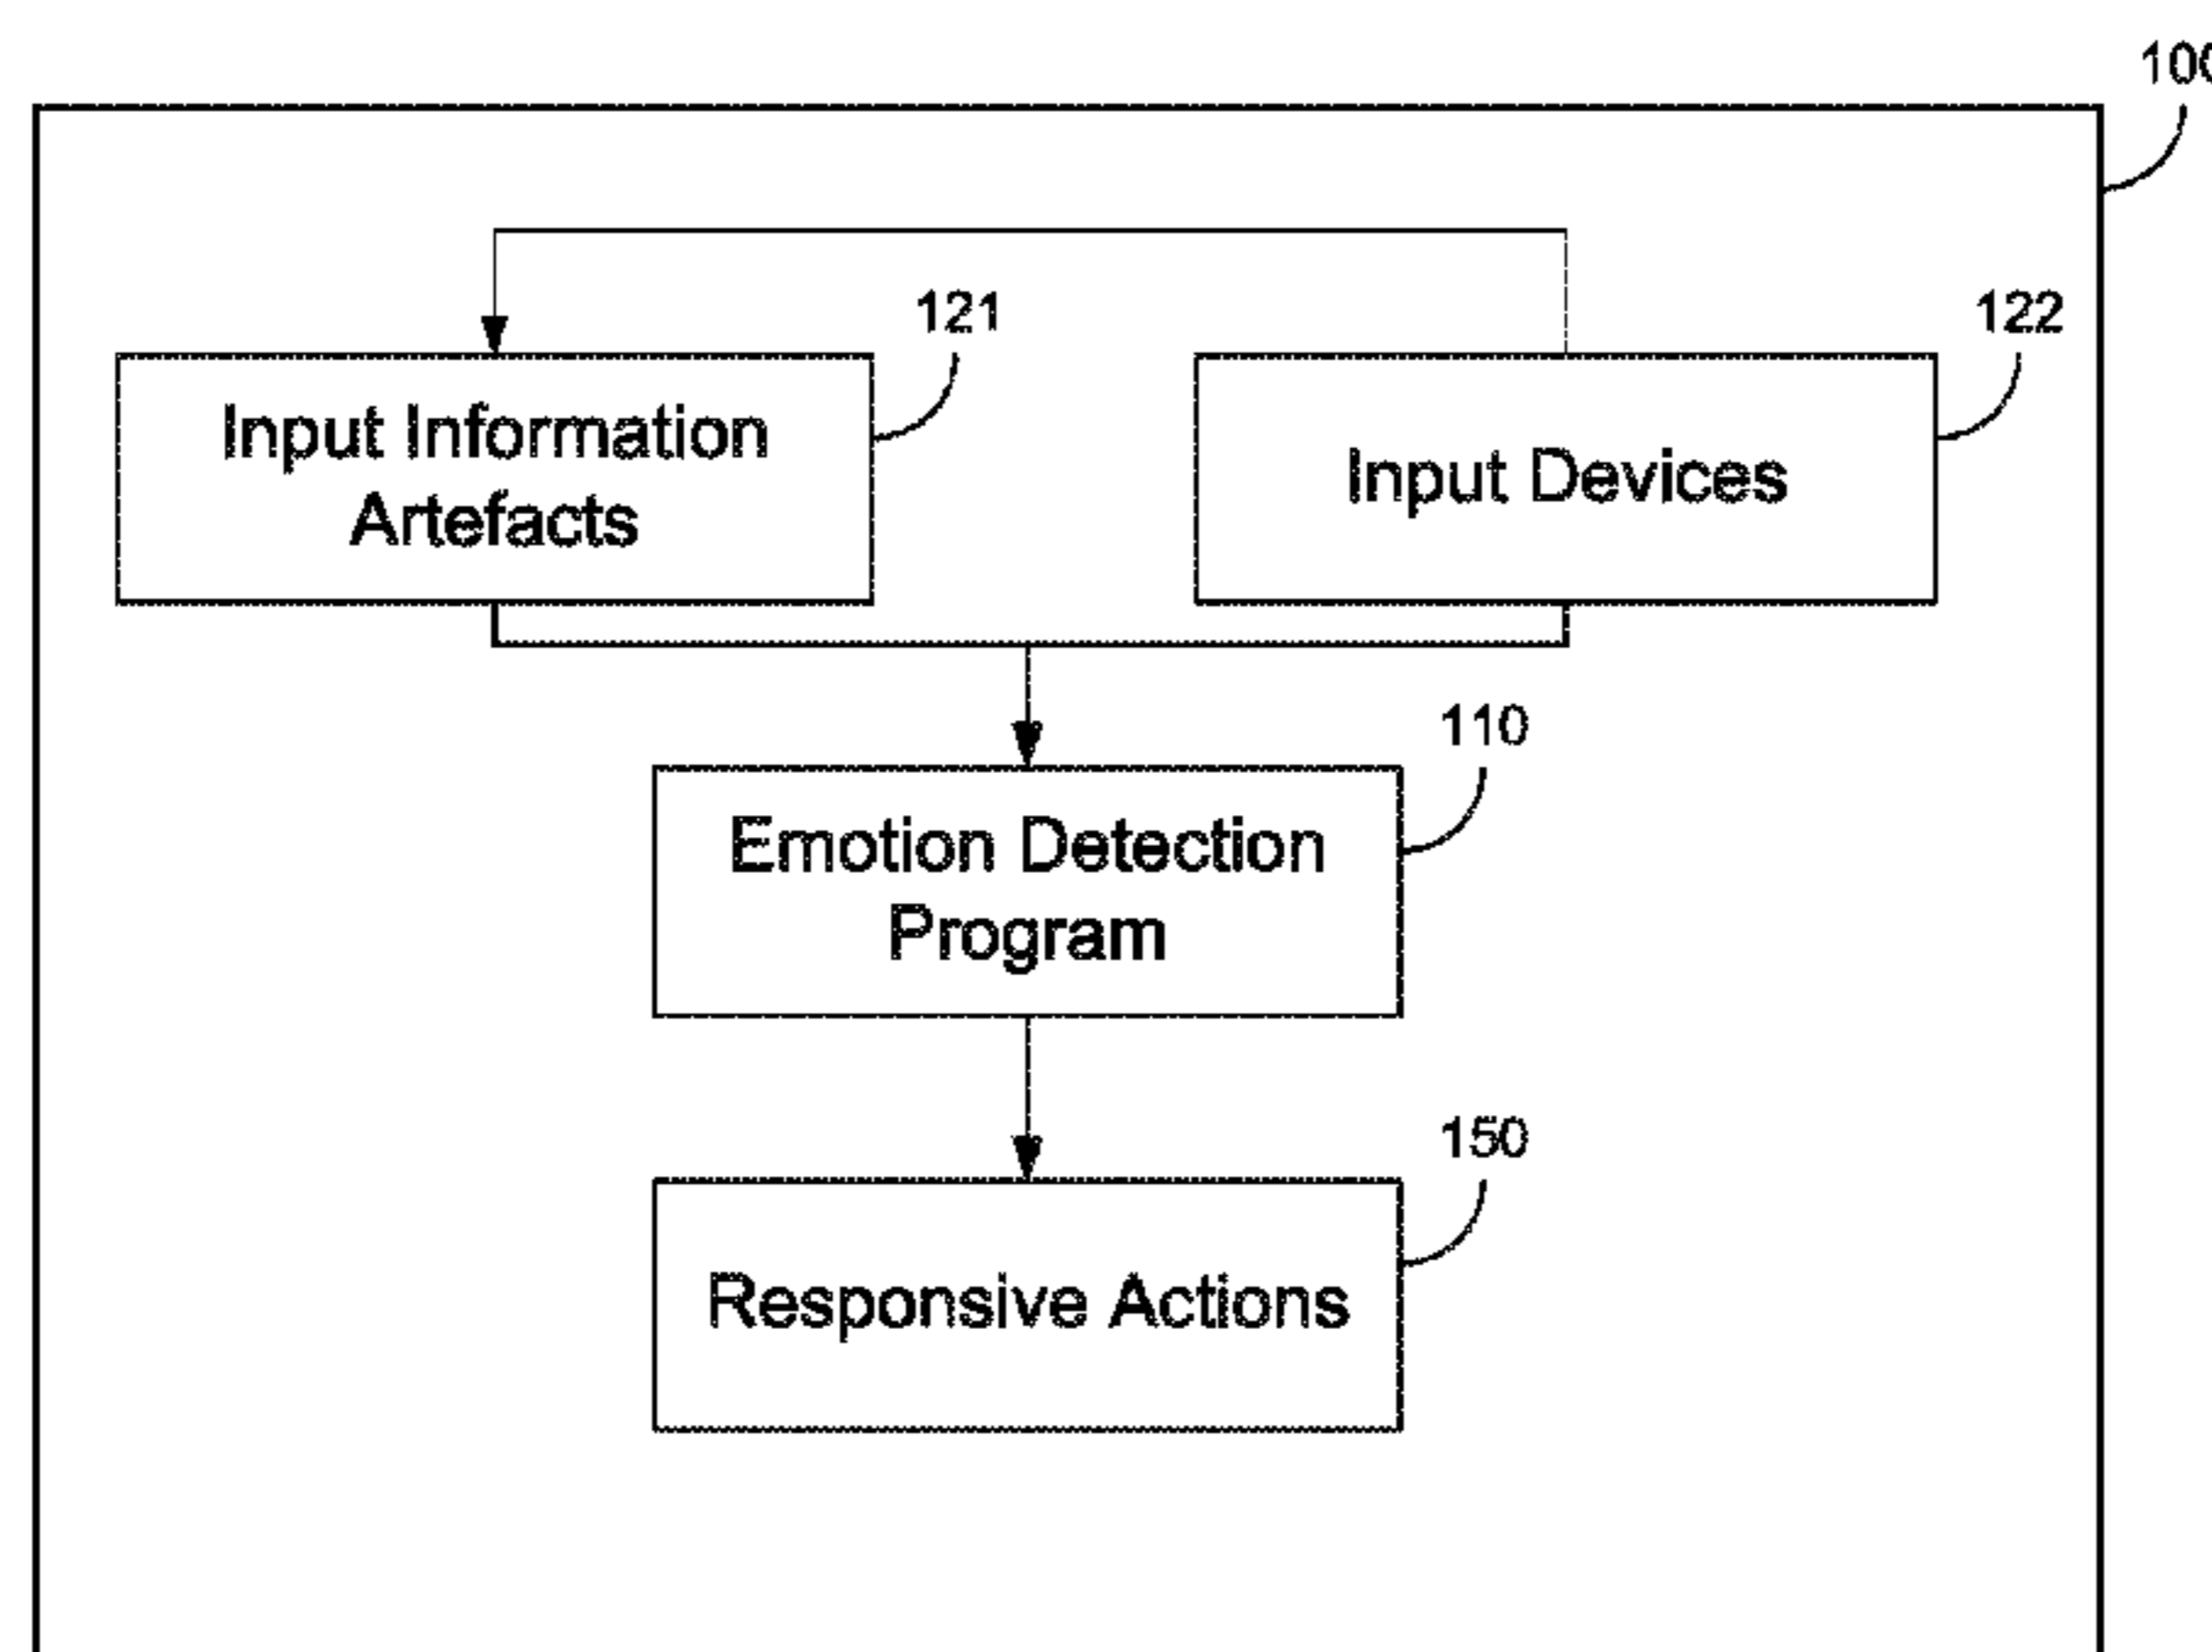 100
121
122
Input Information
Artefacts
Input Devices
110
Emotion Detection
Program
150
Responsive Actions